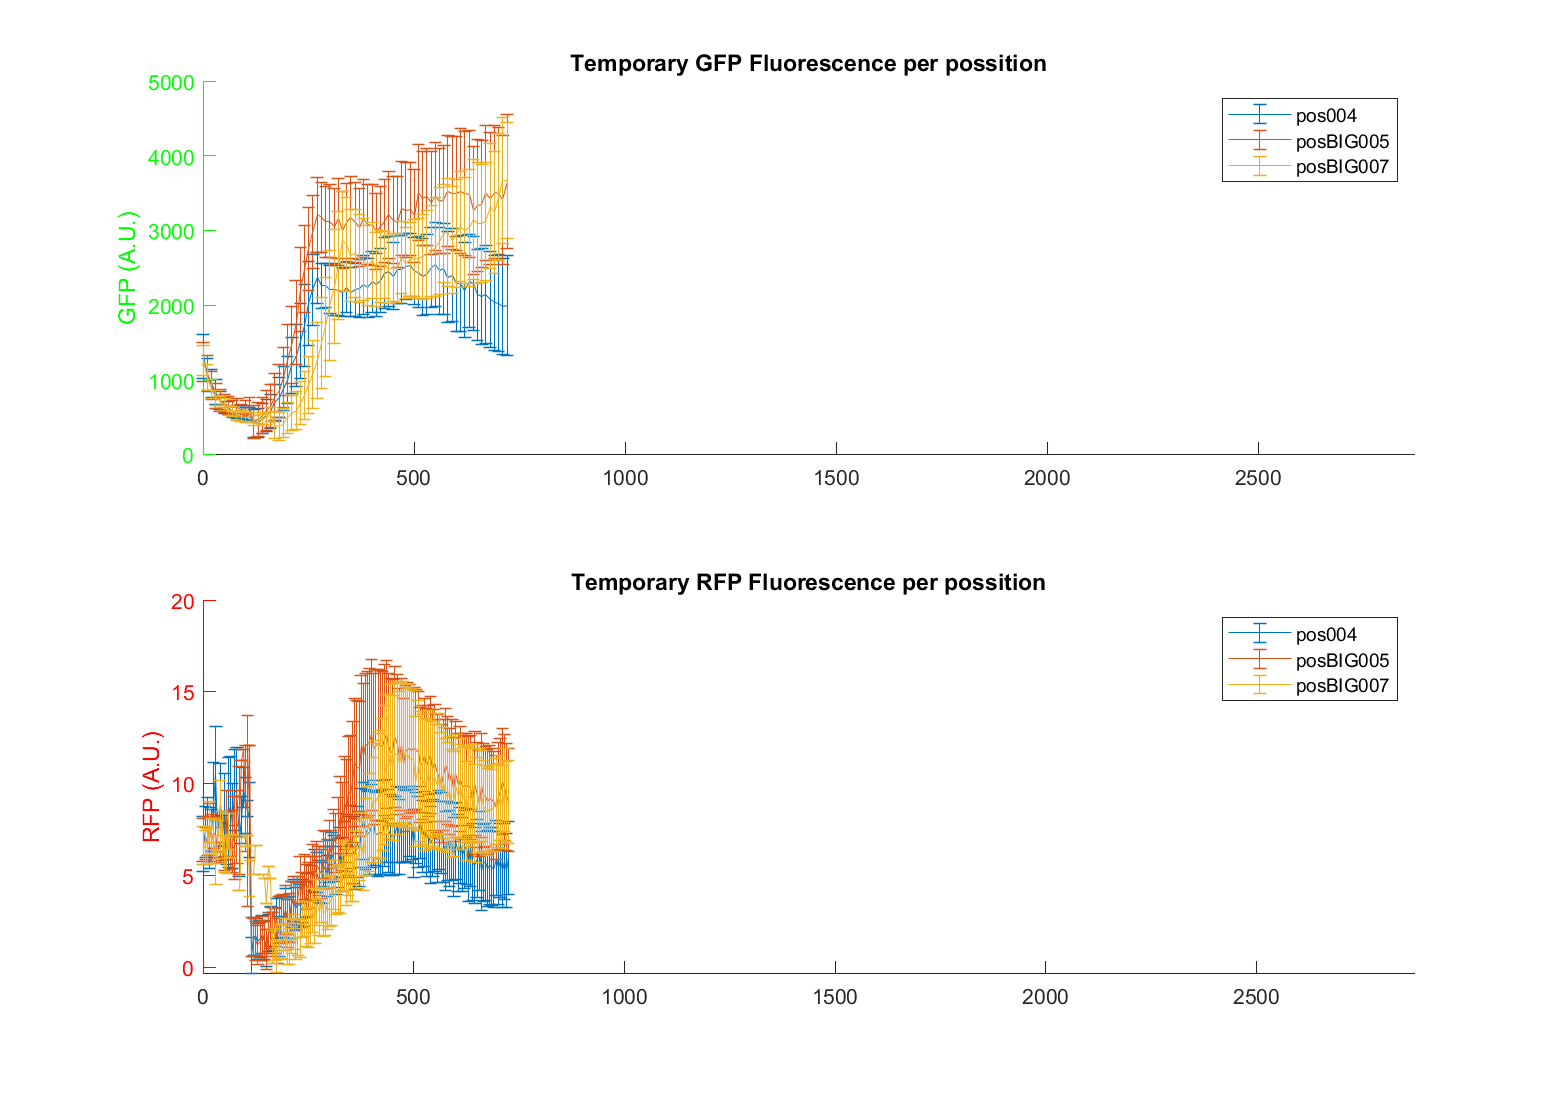 Temporary GFP Fluorescence per possition
5000
4000
3000
2000
1000
0
GFP (A.U.)
0 500 1000 1500 2000 2500
pos004
posBIG005
posBIG007
Temporary RFP Fluorescence per possition
20
15
10
5
0
RFP (A.U.)
0 500 1000 1500 2000 2500
pos004
posBIG005
posBIG007